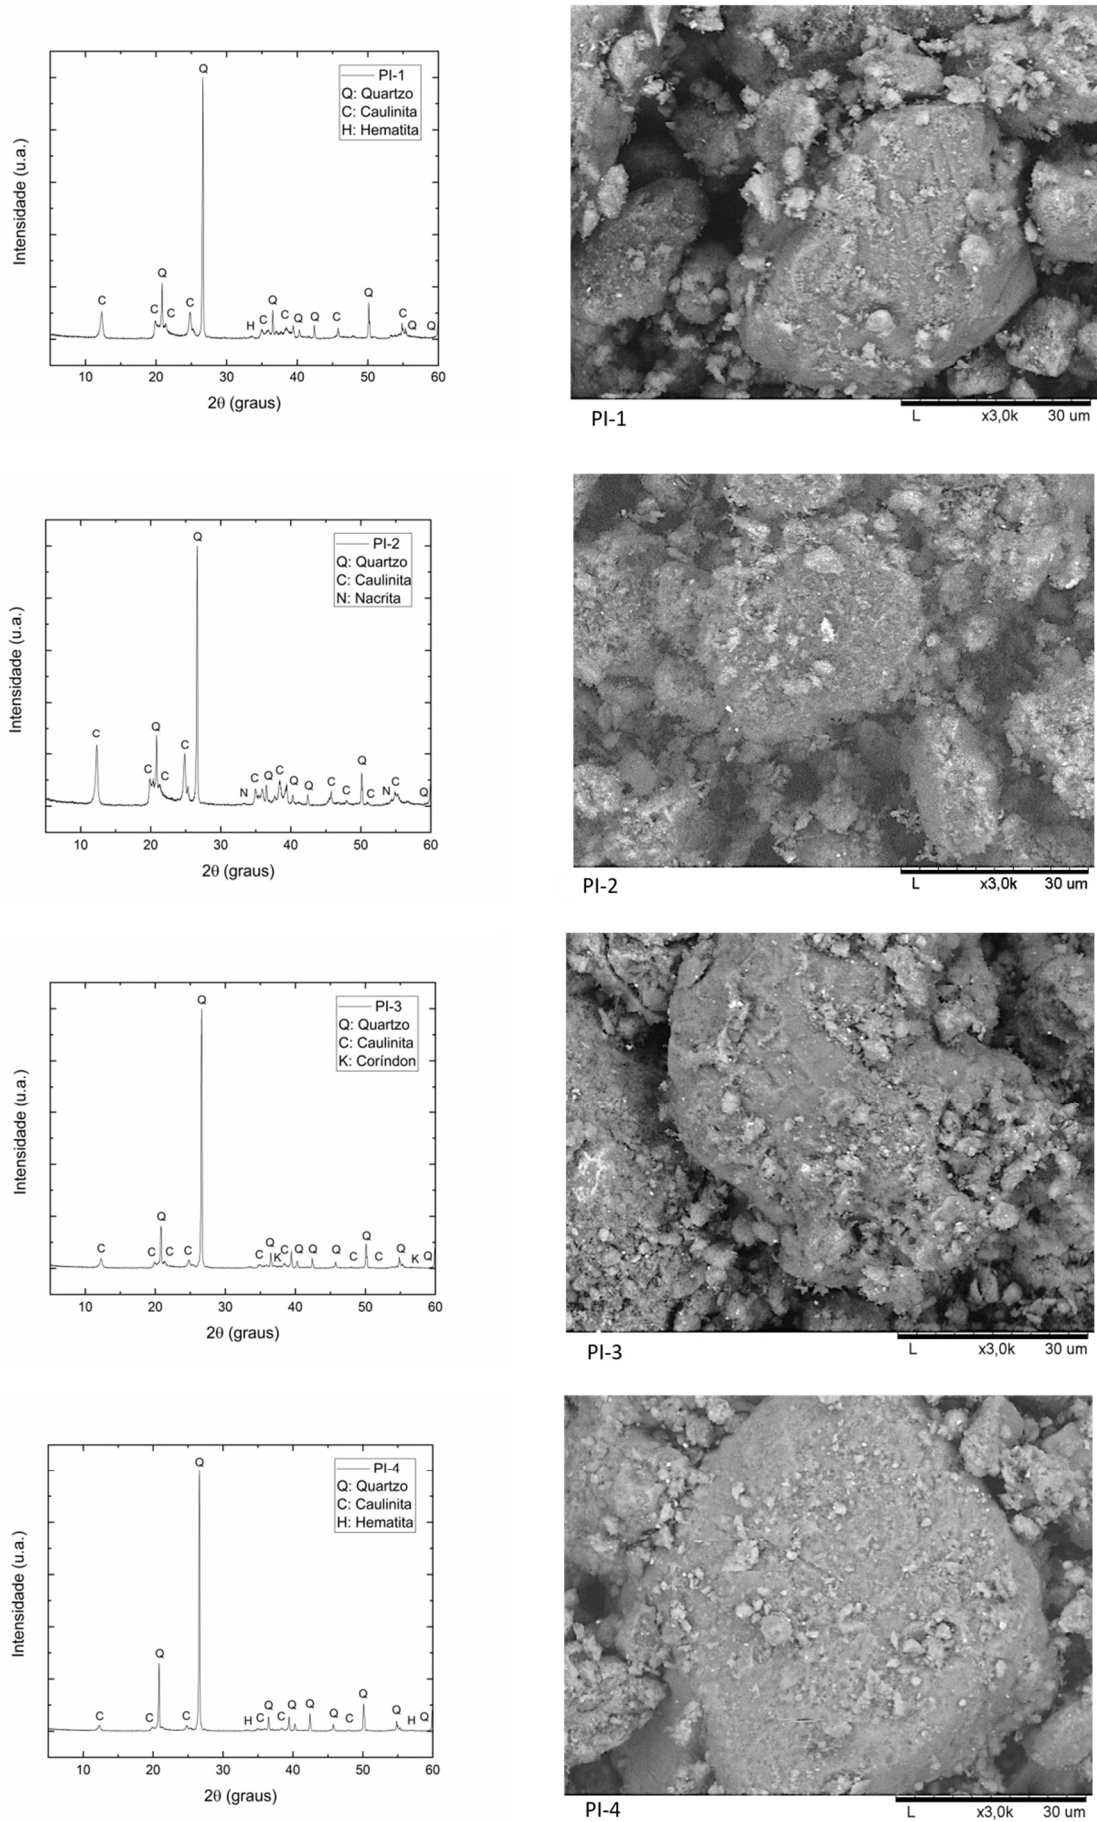 PI-1
Q: Quartzo
C: Caulinita
H: Hematita
Q
C
C
Q
C
C
H
C
Q
C
Q
Q
C
Q
C
Q
Q
Intensidade (u.a.)
10 20 30 40 50 60
2θ (graus)
PI-1
L x3,0k 30 um
PI-2
Q: Quartzo
C: Caulinita
N: Nacrita
Q
C
C
Q
C
C
N
C
Q
C
Q
Q
C
C
Q
C
N
C
Q
Intensidade (u.a.)
10 20 30 40 50 60
2θ (graus)
PI-2
L x3,0k 30 um
PI-3
Q: Quartzo
C: Caulinita
K: Coríndon
Q
C
C
Q
C
C
C
Q
K
C
Q
Q
Q
C
Q
C
Q
K
Q
Intensidade (u.a.)
10 20 30 40 50 60
2θ (graus)
PI-3
L x3,0k 30 um
PI-4
Q: Quartzo
C: Caulinita
H: Hematita
Q
C
C
Q
C
H
C
Q
C
Q
Q
Q
C
Q
Q
H
Q
Intensidade (u.a.)
10 20 30 40 50 60
2θ (graus)
PI-4
L x3,0k 30 um